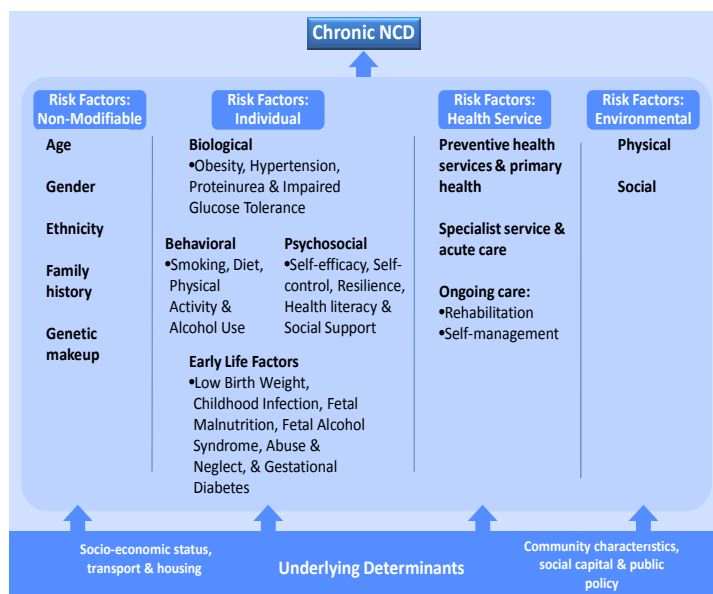 Chronic NCD
Risk Factors:
Non-Modifiable
Age
Gender
Ethnicity
Family
history
Genetic
makeup
Risk Factors:
Individual
Biological
•Obesity, Hypertension,
Proteinurea & Impaired
Glucose Tolerance
Behavioral
•Smoking, Diet,
Physical
Activity &
Alcohol Use
Psychosocial
•Self-efficacy, Self-
control, Resilience,
Health literacy &
Social Support
Early Life Factors
•Low Birth Weight,
Childhood Infection, Fetal
Malnutrition, Fetal Alcohol
Syndrome, Abuse &
Neglect, & Gestational
Diabetes
Risk Factors:
Health Service
Preventive health
services & primary
health
Specialist service &
acute care
Ongoing care:
•Rehabilitation
•Self-management
Risk Factors:
Environmental
Physical
Social
Socio-economic status,
transport & housing
Underlying Determinants
Community characteristics,
social capital & public
policy